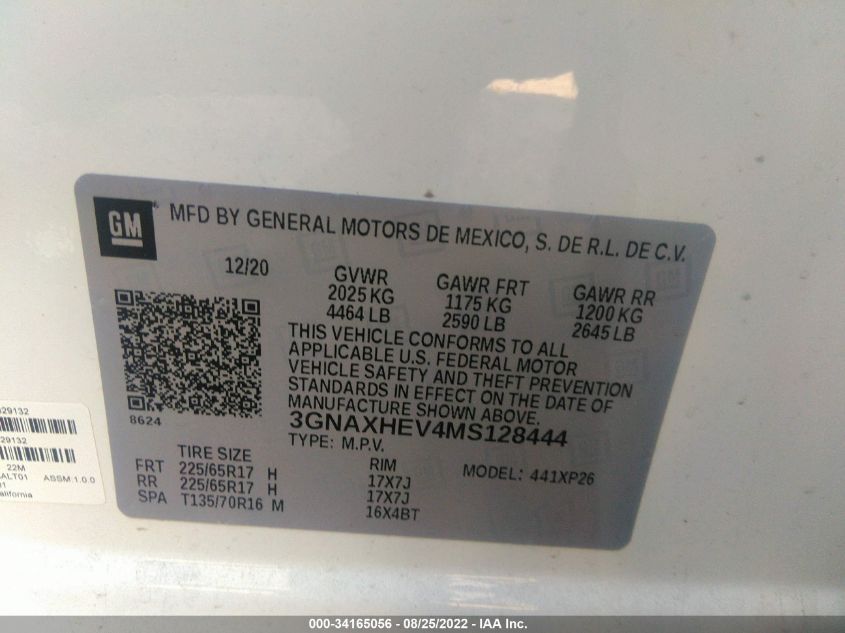 GM
MFD BY GENERAL MOTORS DE MEXICO, S. DE R.L. DE C.V.
12/20 GVWR GAWR FRT GAWR RR
2025 KG 1175 KG 1200 KG
4464 LB 2590 LB 2645 LB
THIS VEHICLE CONFORMS TO ALL
APPLICABLE U.S. FEDERAL MOTOR
VEHICLE SAFETY AND THEFT PREVENTION
STANDARDS IN EFFECT ON THE DATE OF
MANUFACTURE SHOWN ABOVE.
8624
3GNAXHEV4MS128444
TYPE: M.P.V.
TIRE SIZE RIM MODEL: 441XP26
FRT 225/65R17 H 17X7J
RR 225/65R17 H 17X7J
SPA T135/70R16 M 16X4BT
29132
29132
22M
ALT01 ASSM:1.0.0
alifornia
000-34165056 - 08/25/2022 - IAA Inc.